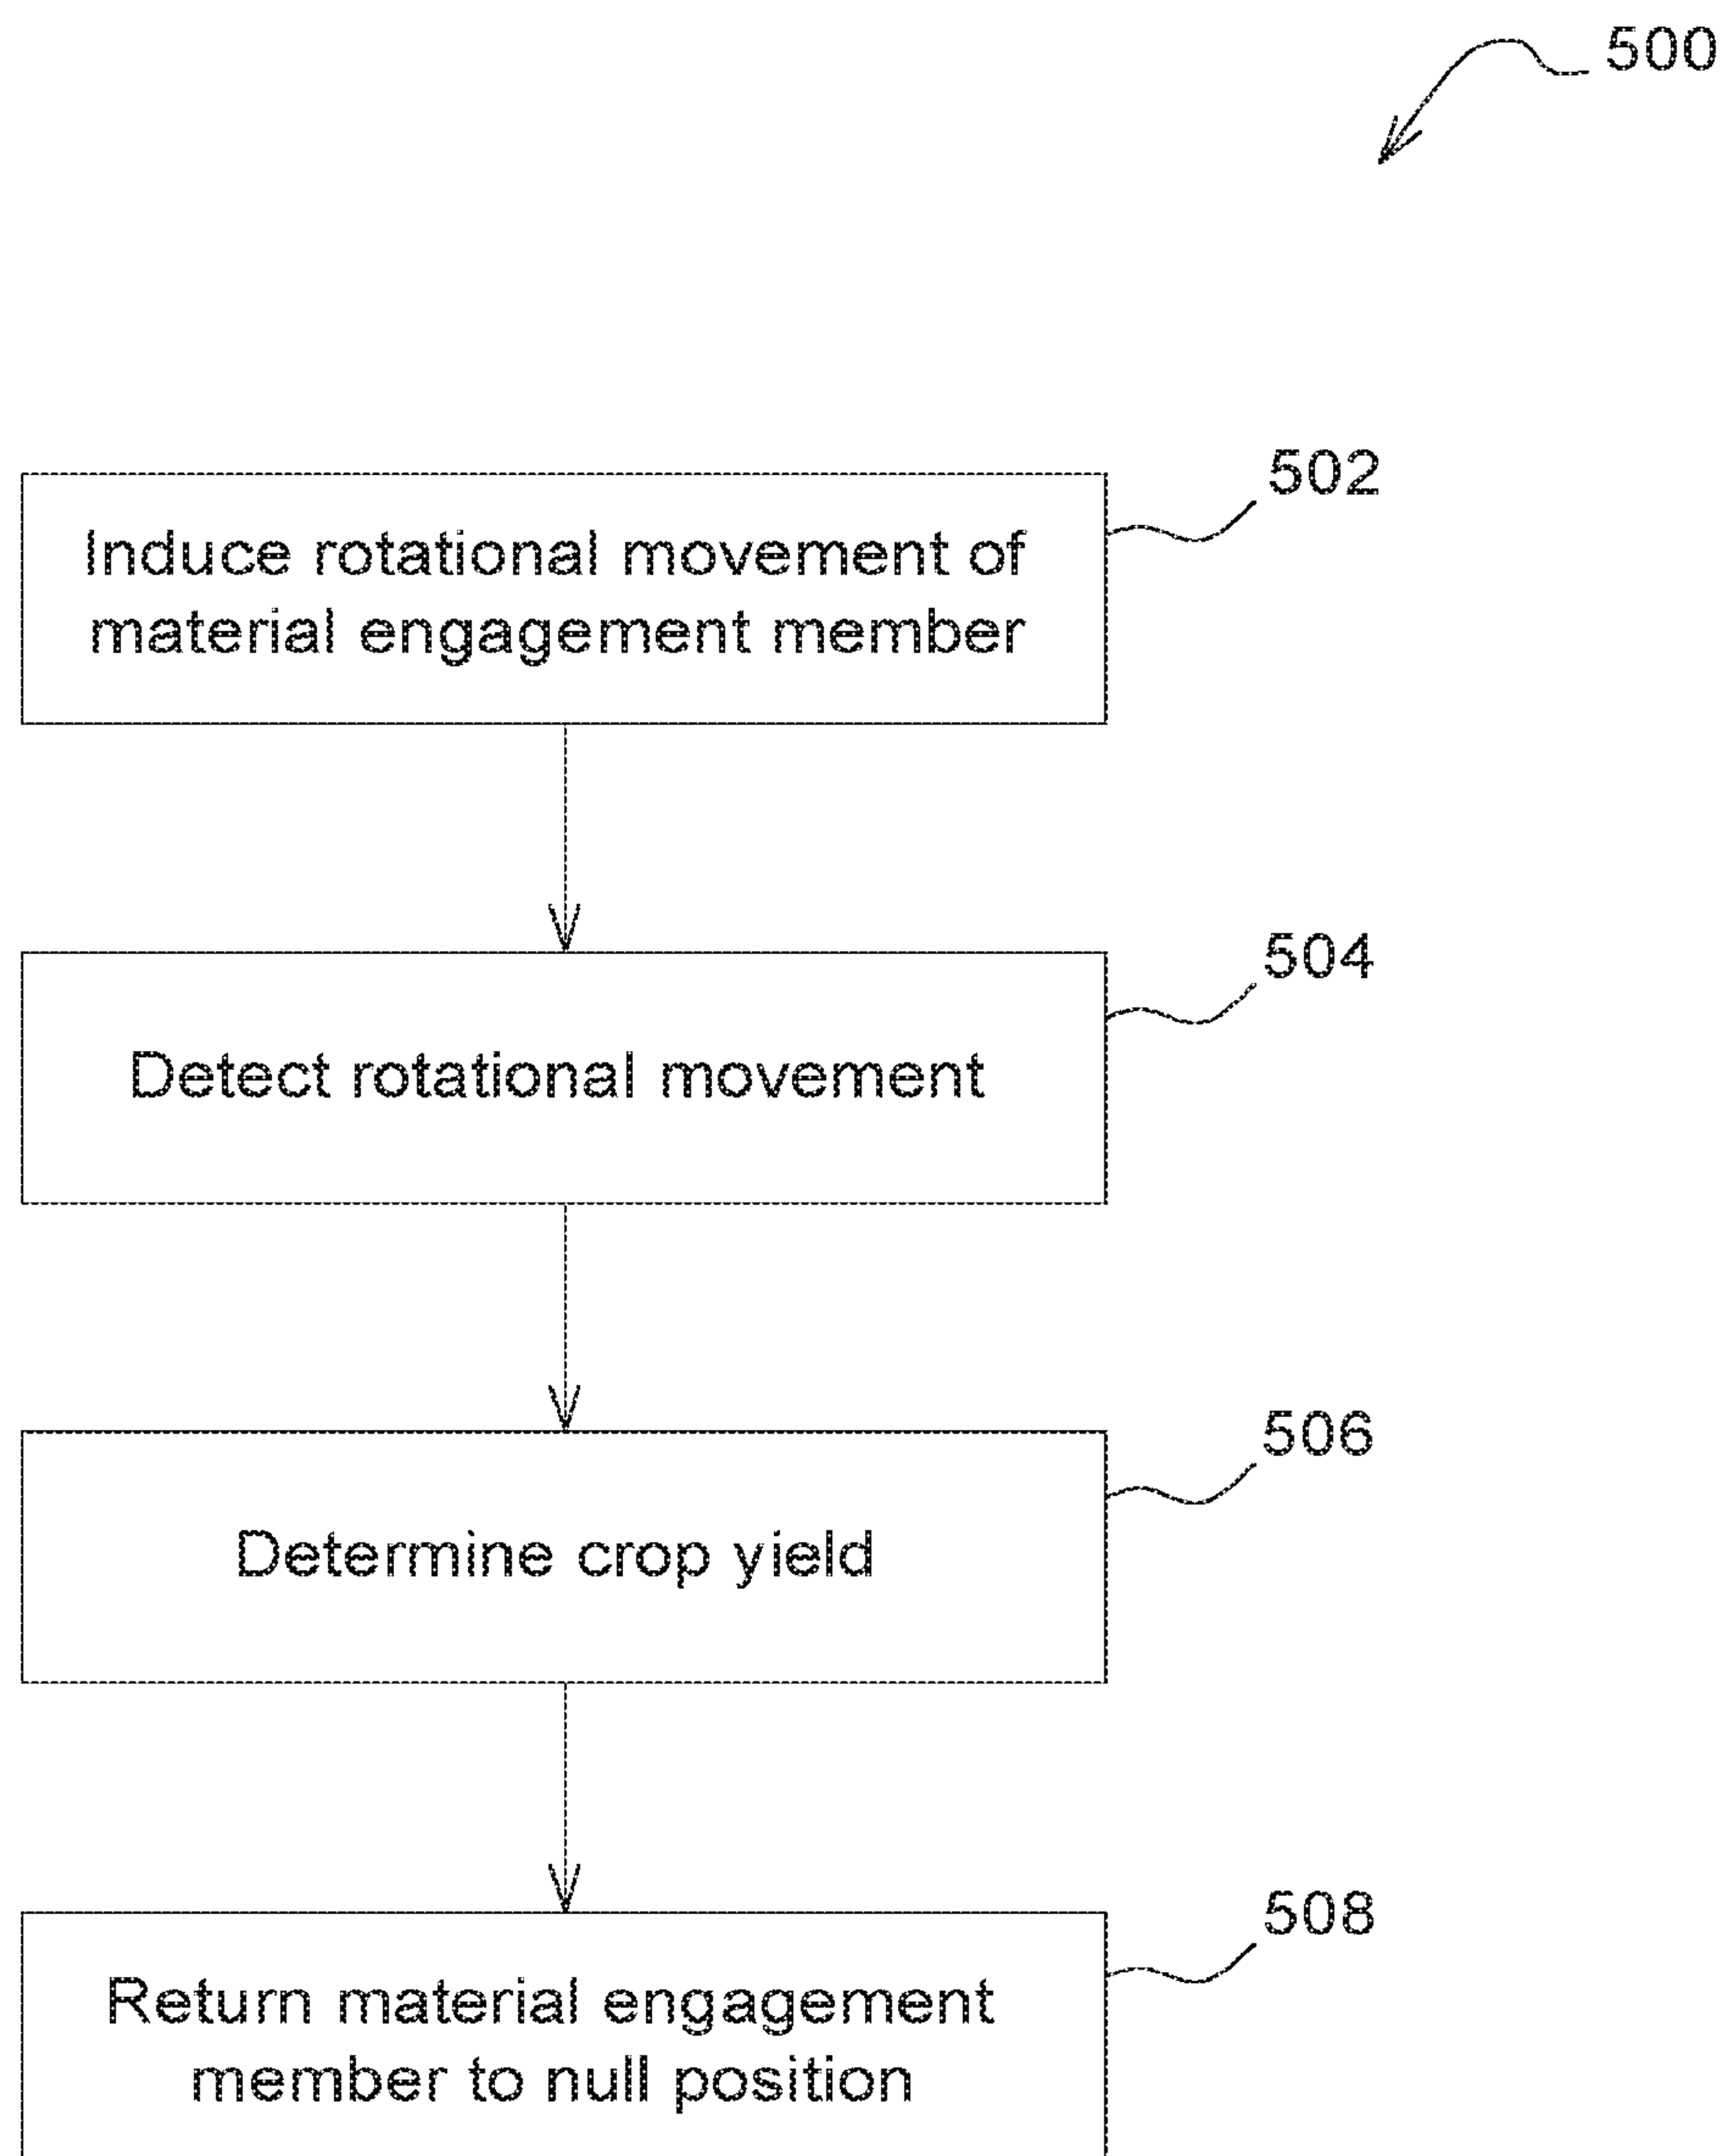 500
502
Induce rotational movement of
material engagement member
504
Detect rotational movement
506
Determine crop yield
508
Return material engagement
member to null position